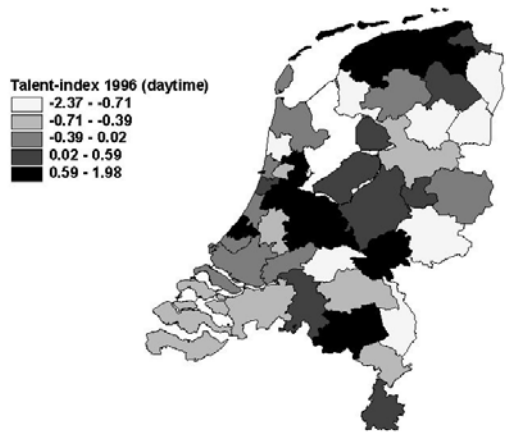 Talent-index 1996 (daytime)
-2.37 - -0.71
-0.71 - -0.39
-0.39 - 0.02
0.02 - 0.59
0.59 - 1.98